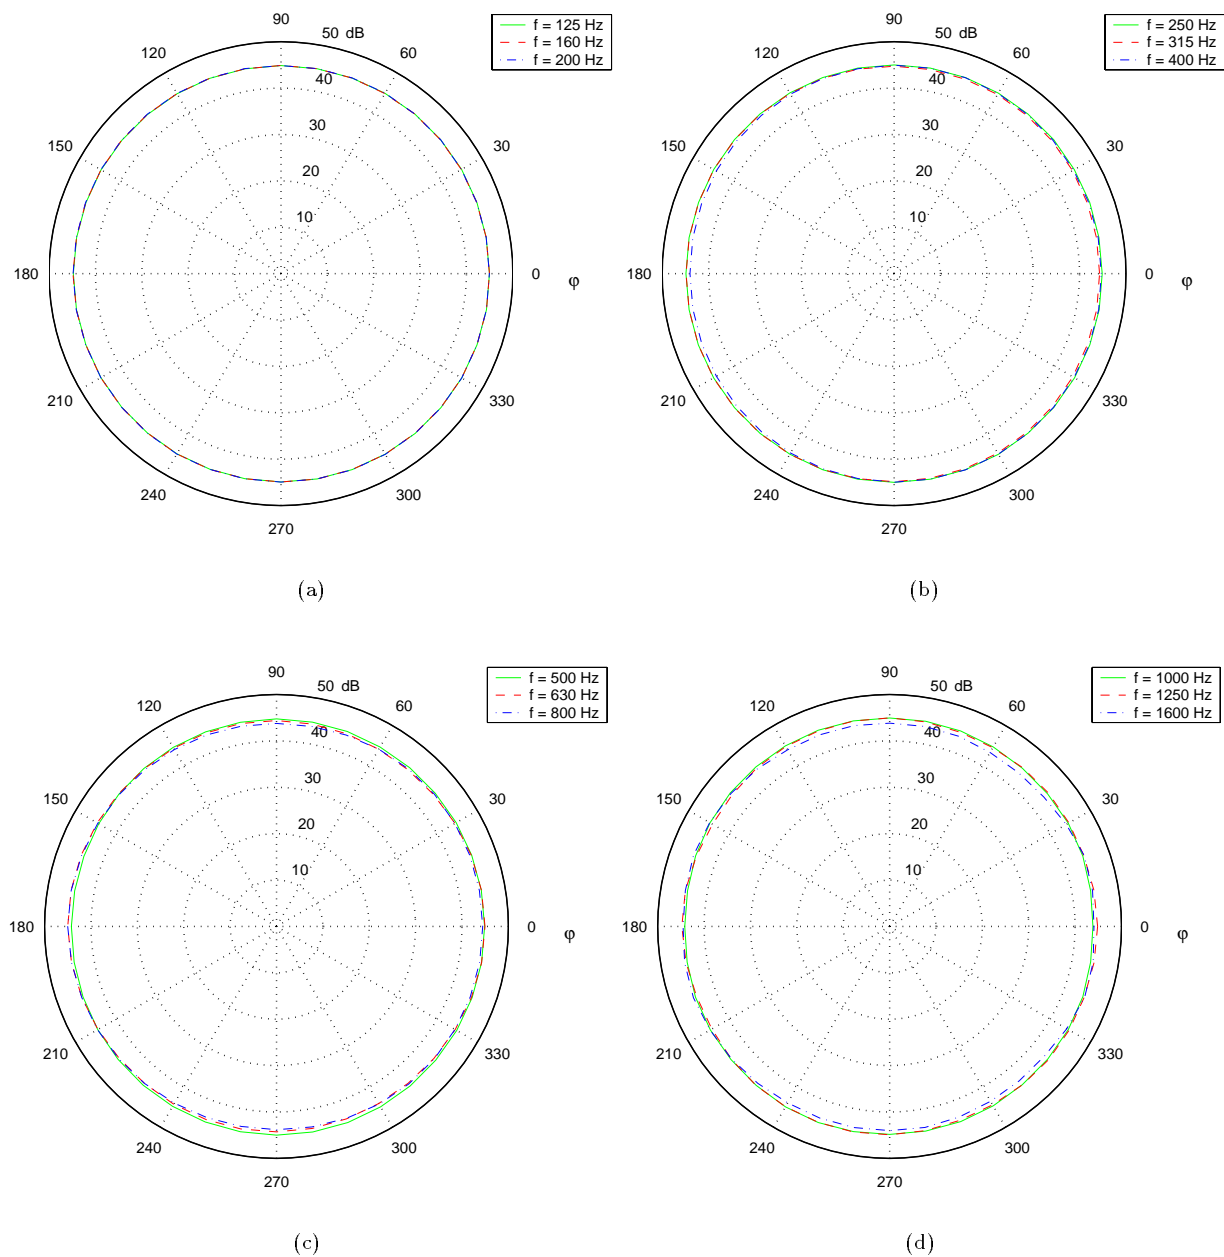 90
50 dB
60
120
40
30
150
30
20
10
180
0
φ
210
330
240
300
270
f = 125 Hz
f = 160 Hz
f = 200 Hz
(a)
90
50 dB
60
120
40
30
150
30
20
10
180
0
φ
210
330
240
300
270
f = 250 Hz
f = 315 Hz
f = 400 Hz
(b)
90
50 dB
60
120
40
30
150
30
20
10
180
0
φ
210
330
240
300
270
f = 500 Hz
f = 630 Hz
f = 800 Hz
(c)
90
50 dB
60
120
40
30
150
30
20
10
180
0
φ
210
330
240
300
270
f = 1000 Hz
f = 1250 Hz
f = 1600 Hz
(d)